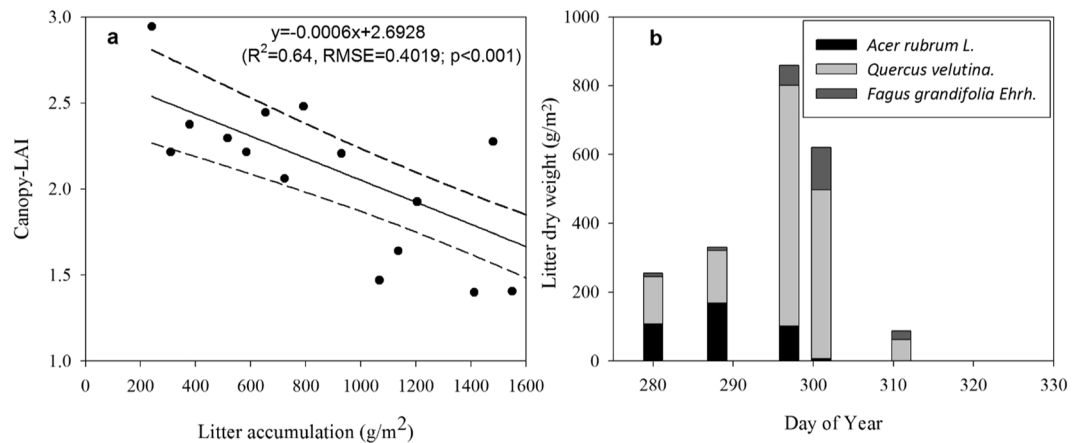 a
y=-0.0006x+2.6928
(R²=0.64, RMSE=0.4019; p<0.001)
3.0
2.5
2.0
1.5
1.0
Canopy-LAI
0 200 400 600 800 1000 1200 1400 1600
Litter accumulation (g/m²)
b
Acer rubrum L.
Quercus velutina.
Fagus grandifolia Ehrh.
1000
800
600
400
200
0
Litter dry weight (g/m²)
280 290 300 310 320 330
Day of Year